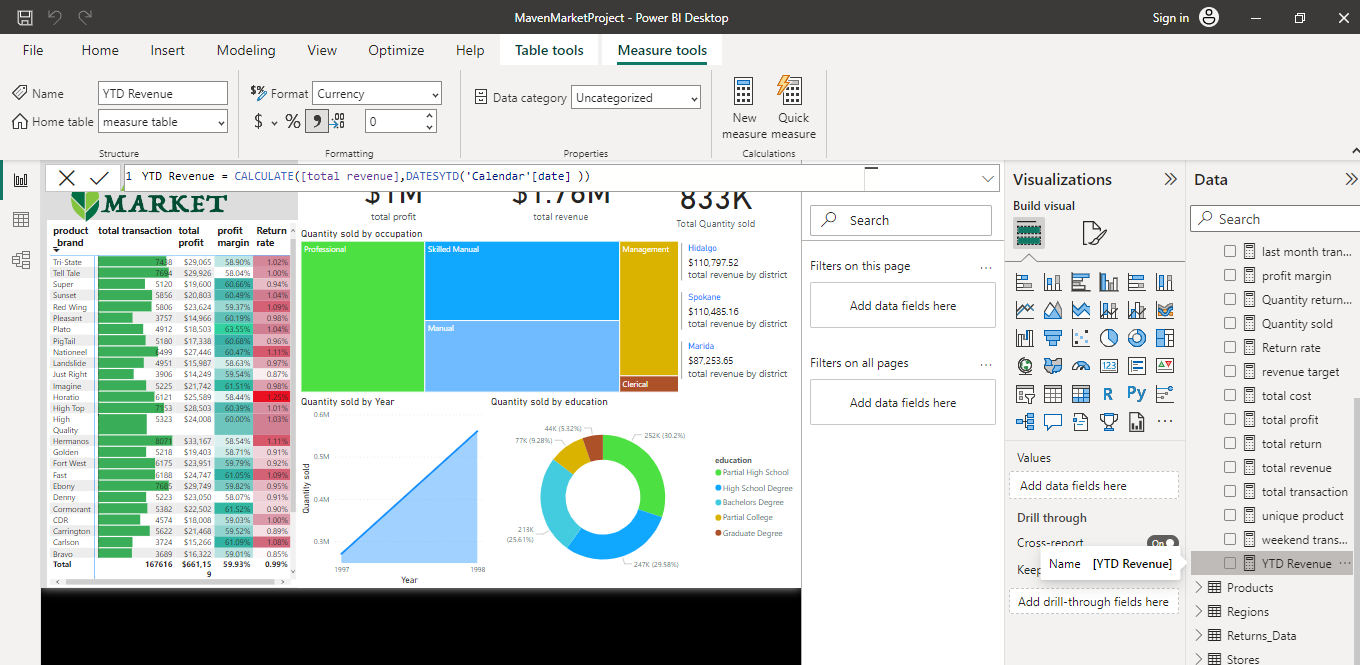 MavenMarketProject - Power BI Desktop
Sign in
File Home Insert Modeling View Optimize Help Table tools Measure tools
Name YTD Revenue
Home table measure table
Structure
$% Format Currency
$ % 9 0
Formatting
Data category Uncategorized
Properties
New measure
Quick measure
Calculations
1 YTD Revenue = CALCULATE([total revenue],DATESYTD('Calendar'[date] ))
MARKET
$1M
total profit
$1.76M
total revenue
833K
Total Quantity sold
product_brand total transaction total profit profit margin Return rate
Tri-State 7438 $29,065 58.90% 1.02%
Tell Tale 7694 $29,926 58.04% 1.00%
Super 5120 $19,600 60.66% 0.94%
Sunset 5856 $20,803 60.49% 1.04%
Red Wing 5806 $23,624 59.37% 1.09%
Pleasant 3757 $14,966 60.19% 0.98%
Plato 4912 $18,503 63.55% 1.04%
PigTail 5180 $17,338 60.68% 0.96%
Nationeel 6499 $27,446 60.47% 1.11%
Landslide 4951 $15,987 58.63% 0.97%
Just Right 3906 $14,249 59.54% 0.87%
Imagine 5225 $21,742 61.51% 0.98%
Horatio 6121 $25,589 58.44% 1.25%
High Top 7153 $28,503 60.39% 1.01%
High Quality 5323 $24,008 60.00% 1.03%
Hermanos 8071 $33,167 58.54% 1.11%
Golden 5218 $19,403 58.71% 0.91%
Fort West 6175 $23,951 59.79% 0.92%
Fast 6188 $24,747 61.05% 1.09%
Ebony 7685 $29,749 59.82% 0.95%
Denny 5223 $23,050 58.07% 0.91%
Cormorant 5382 $22,502 61.52% 0.90%
CDR 4574 $18,008 59.03% 1.00%
Carrington 5622 $21,468 59.52% 0.89%
Carlson 3724 $15,266 61.09% 1.08%
Bravo 3689 $16,322 59.01% 0.85%
Total 167616 $661,159 59.93% 0.99%
Quantity sold by occupation
Professional
Skilled Manual
Manual
Management
Clerical
Hidalgo
$110,797.52
total revenue by district
Spokane
$110,485.16
total revenue by district
Marida
$87,253.65
total revenue by district
Quantity sold by Year
0.6M
0.5M
0.4M
0.3M
Quantity sold
1997 1998
Year
Quantity sold by education
44K (5.32%)
77K (9.28%)
252K (30.2%)
213K
(25.61%)
247K (29.58%)
education
Partial High School
High School Degree
Bachelors Degree
Partial College
Graduate Degree
Search
Filters on this page ...
Add data fields here
Filters on all pages ...
Add data fields here
Visualizations
Build visual
123
R Py
...
Values
Add data fields here
Drill through
Cross-report On
Keep
Name [YTD Revenue]
Add drill-through fields here
Data
Search
last month tran...
profit margin
Quantity return...
Quantity sold
Return rate
revenue target
total cost
total profit
total return
total revenue
total transaction
unique product
weekend trans...
YTD Revenue ...
Products
Regions
Returns_Data
Stores